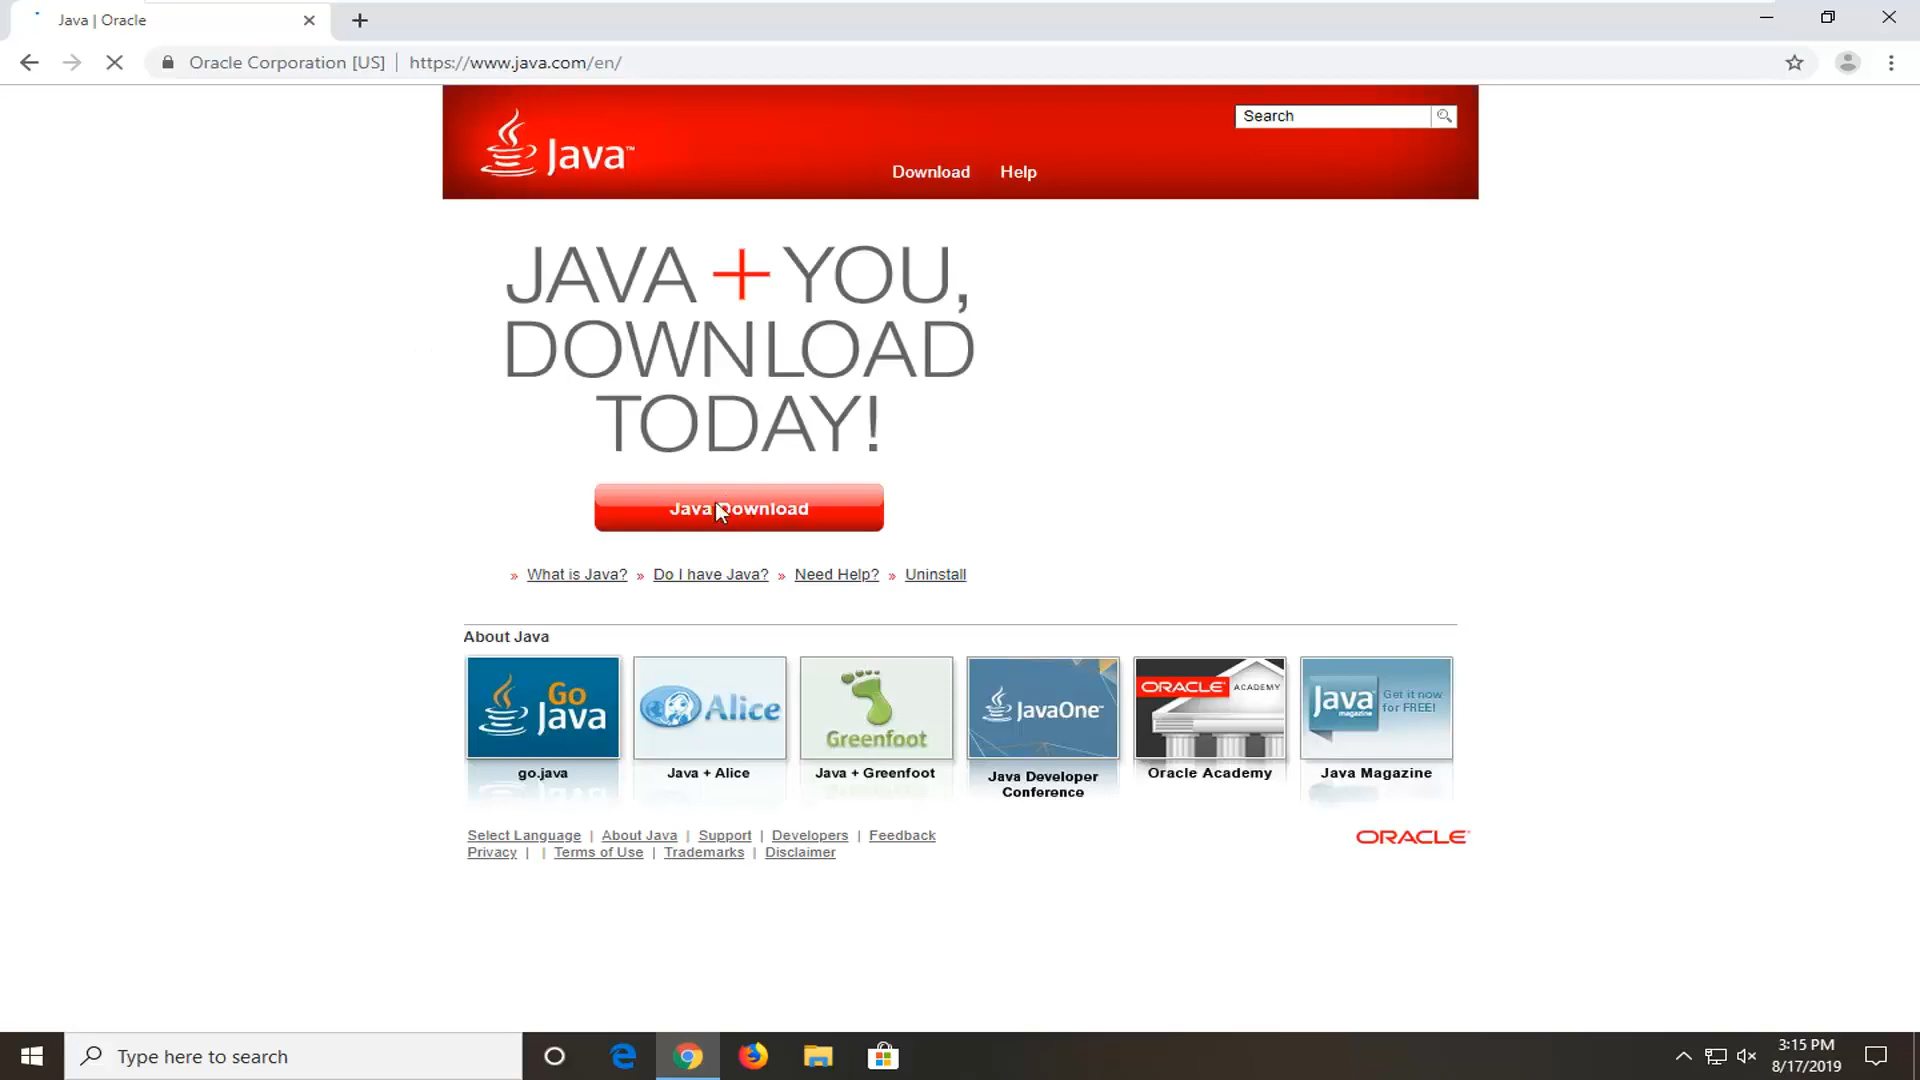 Java | Oracle
Oracle Corporation [US] | https://www.java.com/en/
Search
Java™
Download Help
JAVA + YOU,
DOWNLOAD
TODAY!
Java Download
» What is Java? » Do I have Java? » Need Help? » Uninstall
About Java
Go Java
Alice
Greenfoot
JavaOne™
ORACLE ACADEMY
Java magazine
Get it now
for FREE!
go.java
Java + Alice
Java + Greenfoot
Java Developer
Conference
Oracle Academy
Java Magazine
Select Language | About Java | Support | Developers | Feedback
Privacy | | Terms of Use | Trademarks | Disclaimer
ORACLE
Type here to search
3:15 PM
8/17/2019